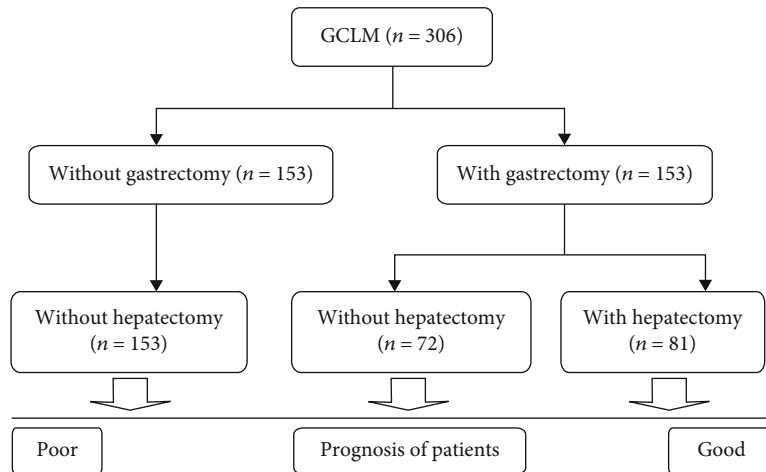 GCLM (n = 306)
Without gastrectomy (n = 153)
With gastrectomy (n = 153)
Without hepatectomy
(n = 153)
Without hepatectomy
(n = 72)
With hepatectomy
(n = 81)
Poor
Prognosis of patients
Good